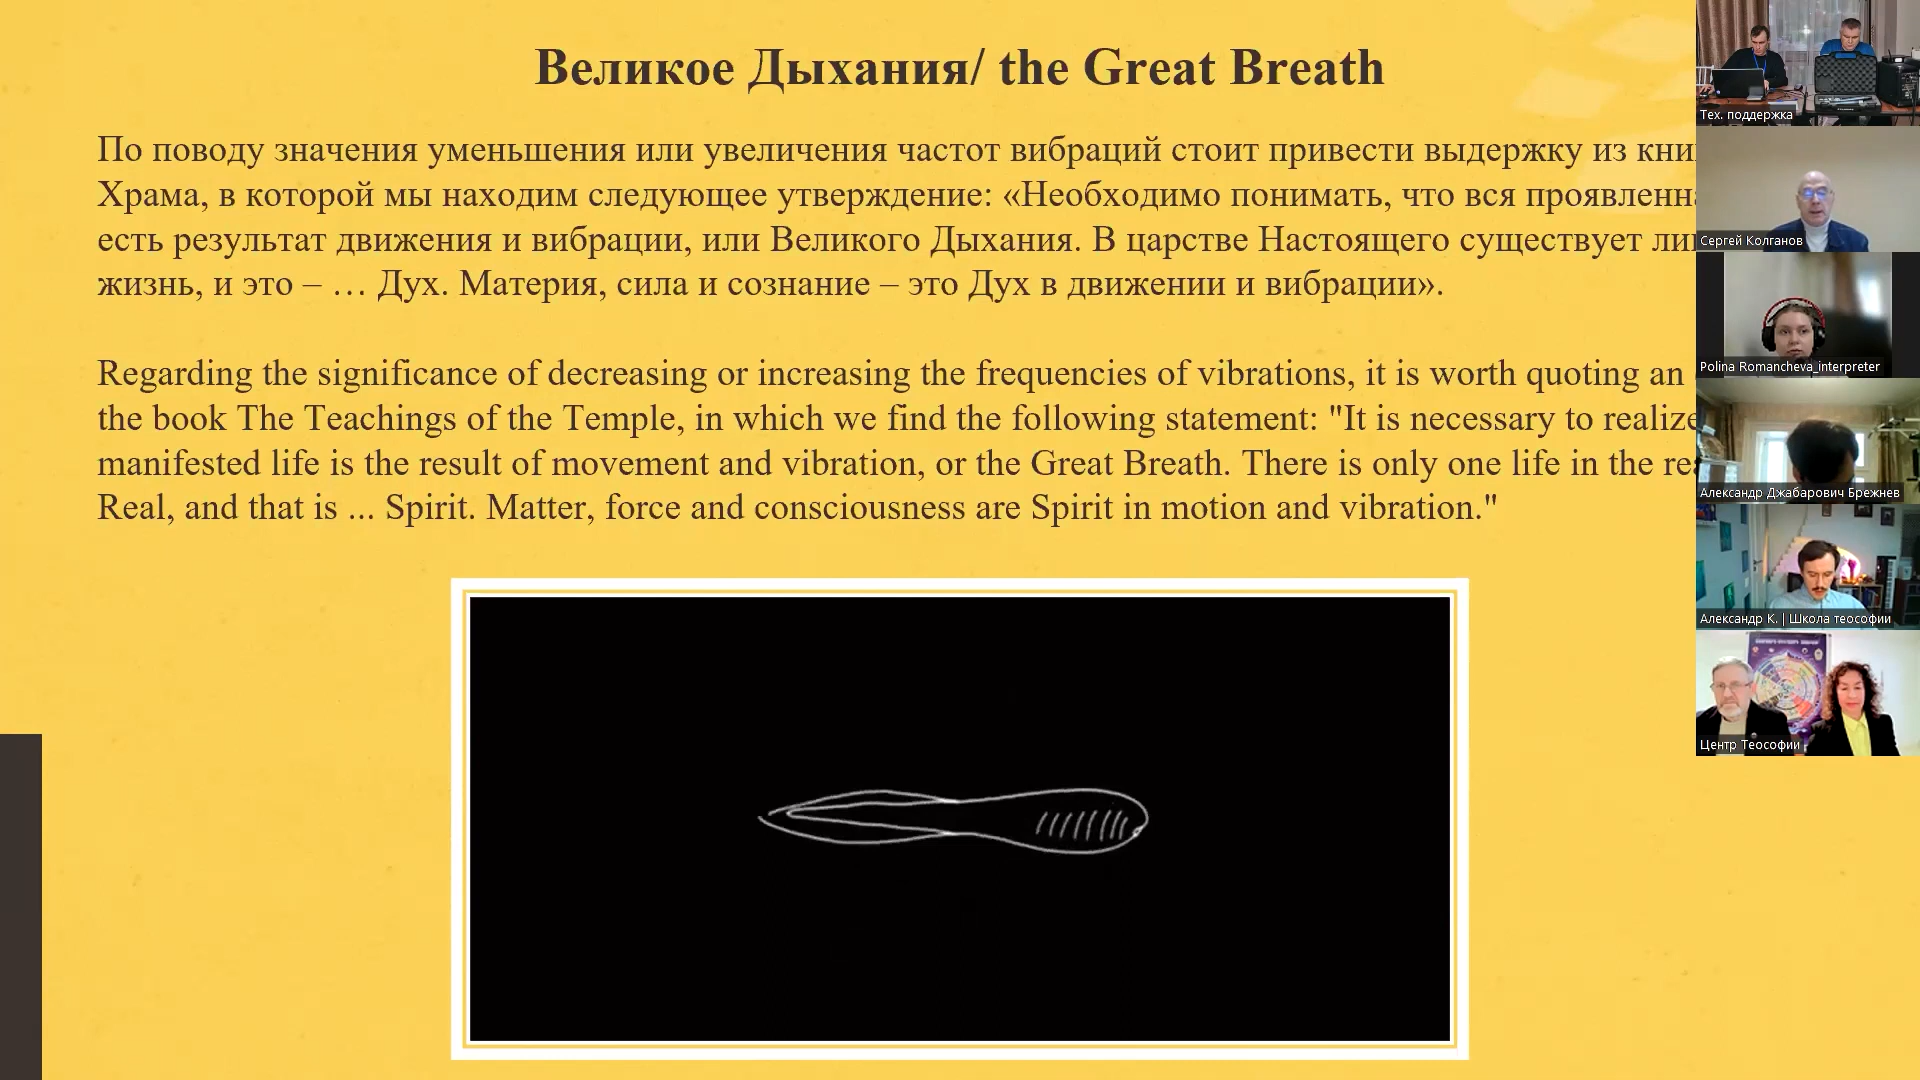 Великое Дыхания/ the Great Breath
По поводу значения уменьшения или увеличения частот вибраций стоит привести выдержку из
Храма, в которой мы находим следующее утверждение: «Необходимо понимать, что вся
есть результат движения и вибрации, или Великого Дыхания. В царстве Настоящего существует
жизнь, и это – … Дух. Материя, сила и сознание – это Дух в движении и вибрации».
Regarding the significance of decreasing or increasing the frequencies of vibrations, it is worth quoting an
the book The Teachings of the Temple, in which we find the following statement: "It is necessary to realize
manifested life is the result of movement and vibration, or the Great Breath. There is only one life in the
Real, and that is ... Spirit. Matter, force and consciousness are Spirit in motion and vibration."
Тех. поддержка
Сергей Колганов
Polina Romancheva_interpreter
Александр Джабарович Брежнев
Александр К. | Школа теософии
Центр Теософии